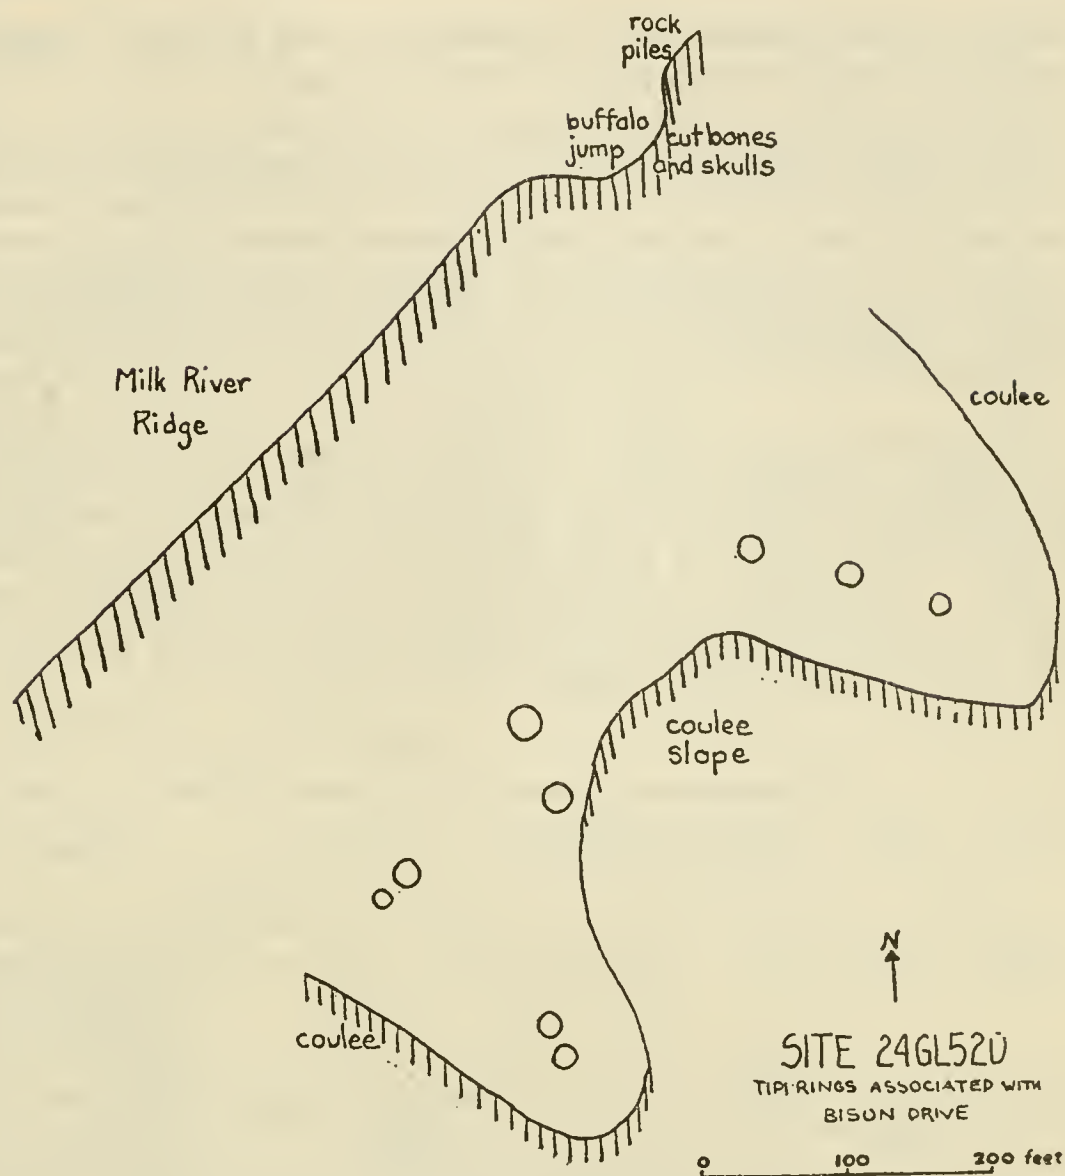 rock
piles
buffalo
jump
cut bones
and skulls
Milk River
Ridge
coulee
coulee
slope
coulee
N
SITE 24GL520
TIPI RINGS ASSOCIATED WITH
BISON DRIVE
0 100 200 feet